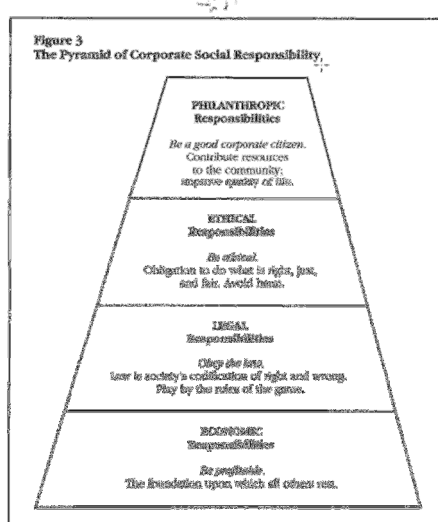 Figure 3
The Pyramid of Corporate Social Responsibility
PHILANTHROPIC
Responsibilities
Be a good corporate citizen.
Contribute resources
to the community;
improve quality of life.
ETHICAL
Responsibilities
Be ethical.
Obligation to do what is right, just,
and fair. Avoid harm.
LEGAL
Responsibilities
Obey the law.
Law is society's codification of right and wrong.
Play by the rules of the game.
ECONOMIC
Responsibilities
Be profitable.
The foundation upon which all others rest.